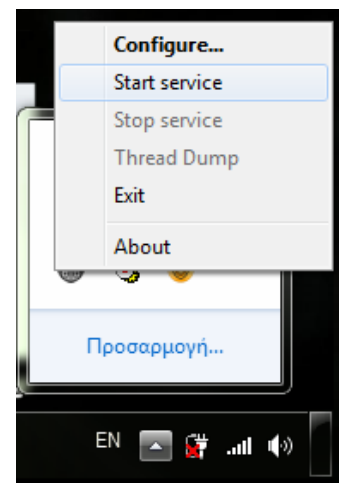 Configure...
Start service
Stop service
Thread Dump
Exit
About
Προσαρμογή...
EN